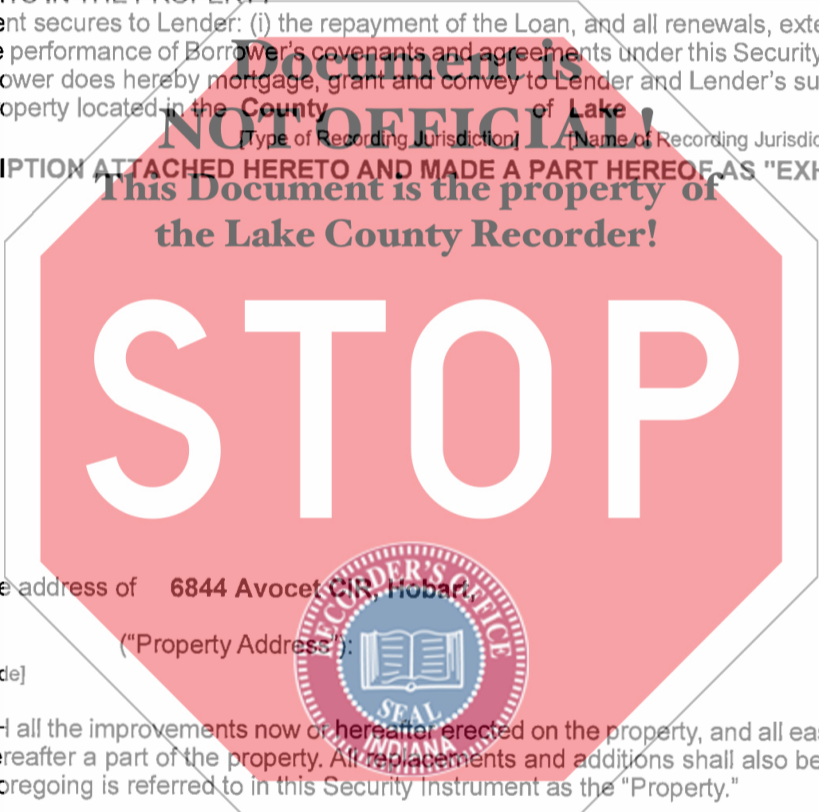 nt secures to Lender: (i) the repayment of the Loan, and all renewals, exte
performance of Borrower's covenants and agreements under this Security
ower does hereby mortgage, grant and convey to Lender and Lender's su
operty located in the County of Lake
[Type of Recording Jurisdiction] [Name of Recording Jurisdic
IPTION ATTACHED HERETO AND MADE A PART HEREOF AS "EXH
Document is
NOT OFFICIAL!
This Document is the property of
the Lake County Recorder!
STOP
e address of 6844 Avocet CIR, Hobart,
("Property Address"):
de]
RECORDER'S OFFICE
SEAL
INDIANA
H all the improvements now or hereafter erected on the property, and all eas
ereafter a part of the property. All replacements and additions shall also be
oregoing is referred to in this Security Instrument as the "Property."